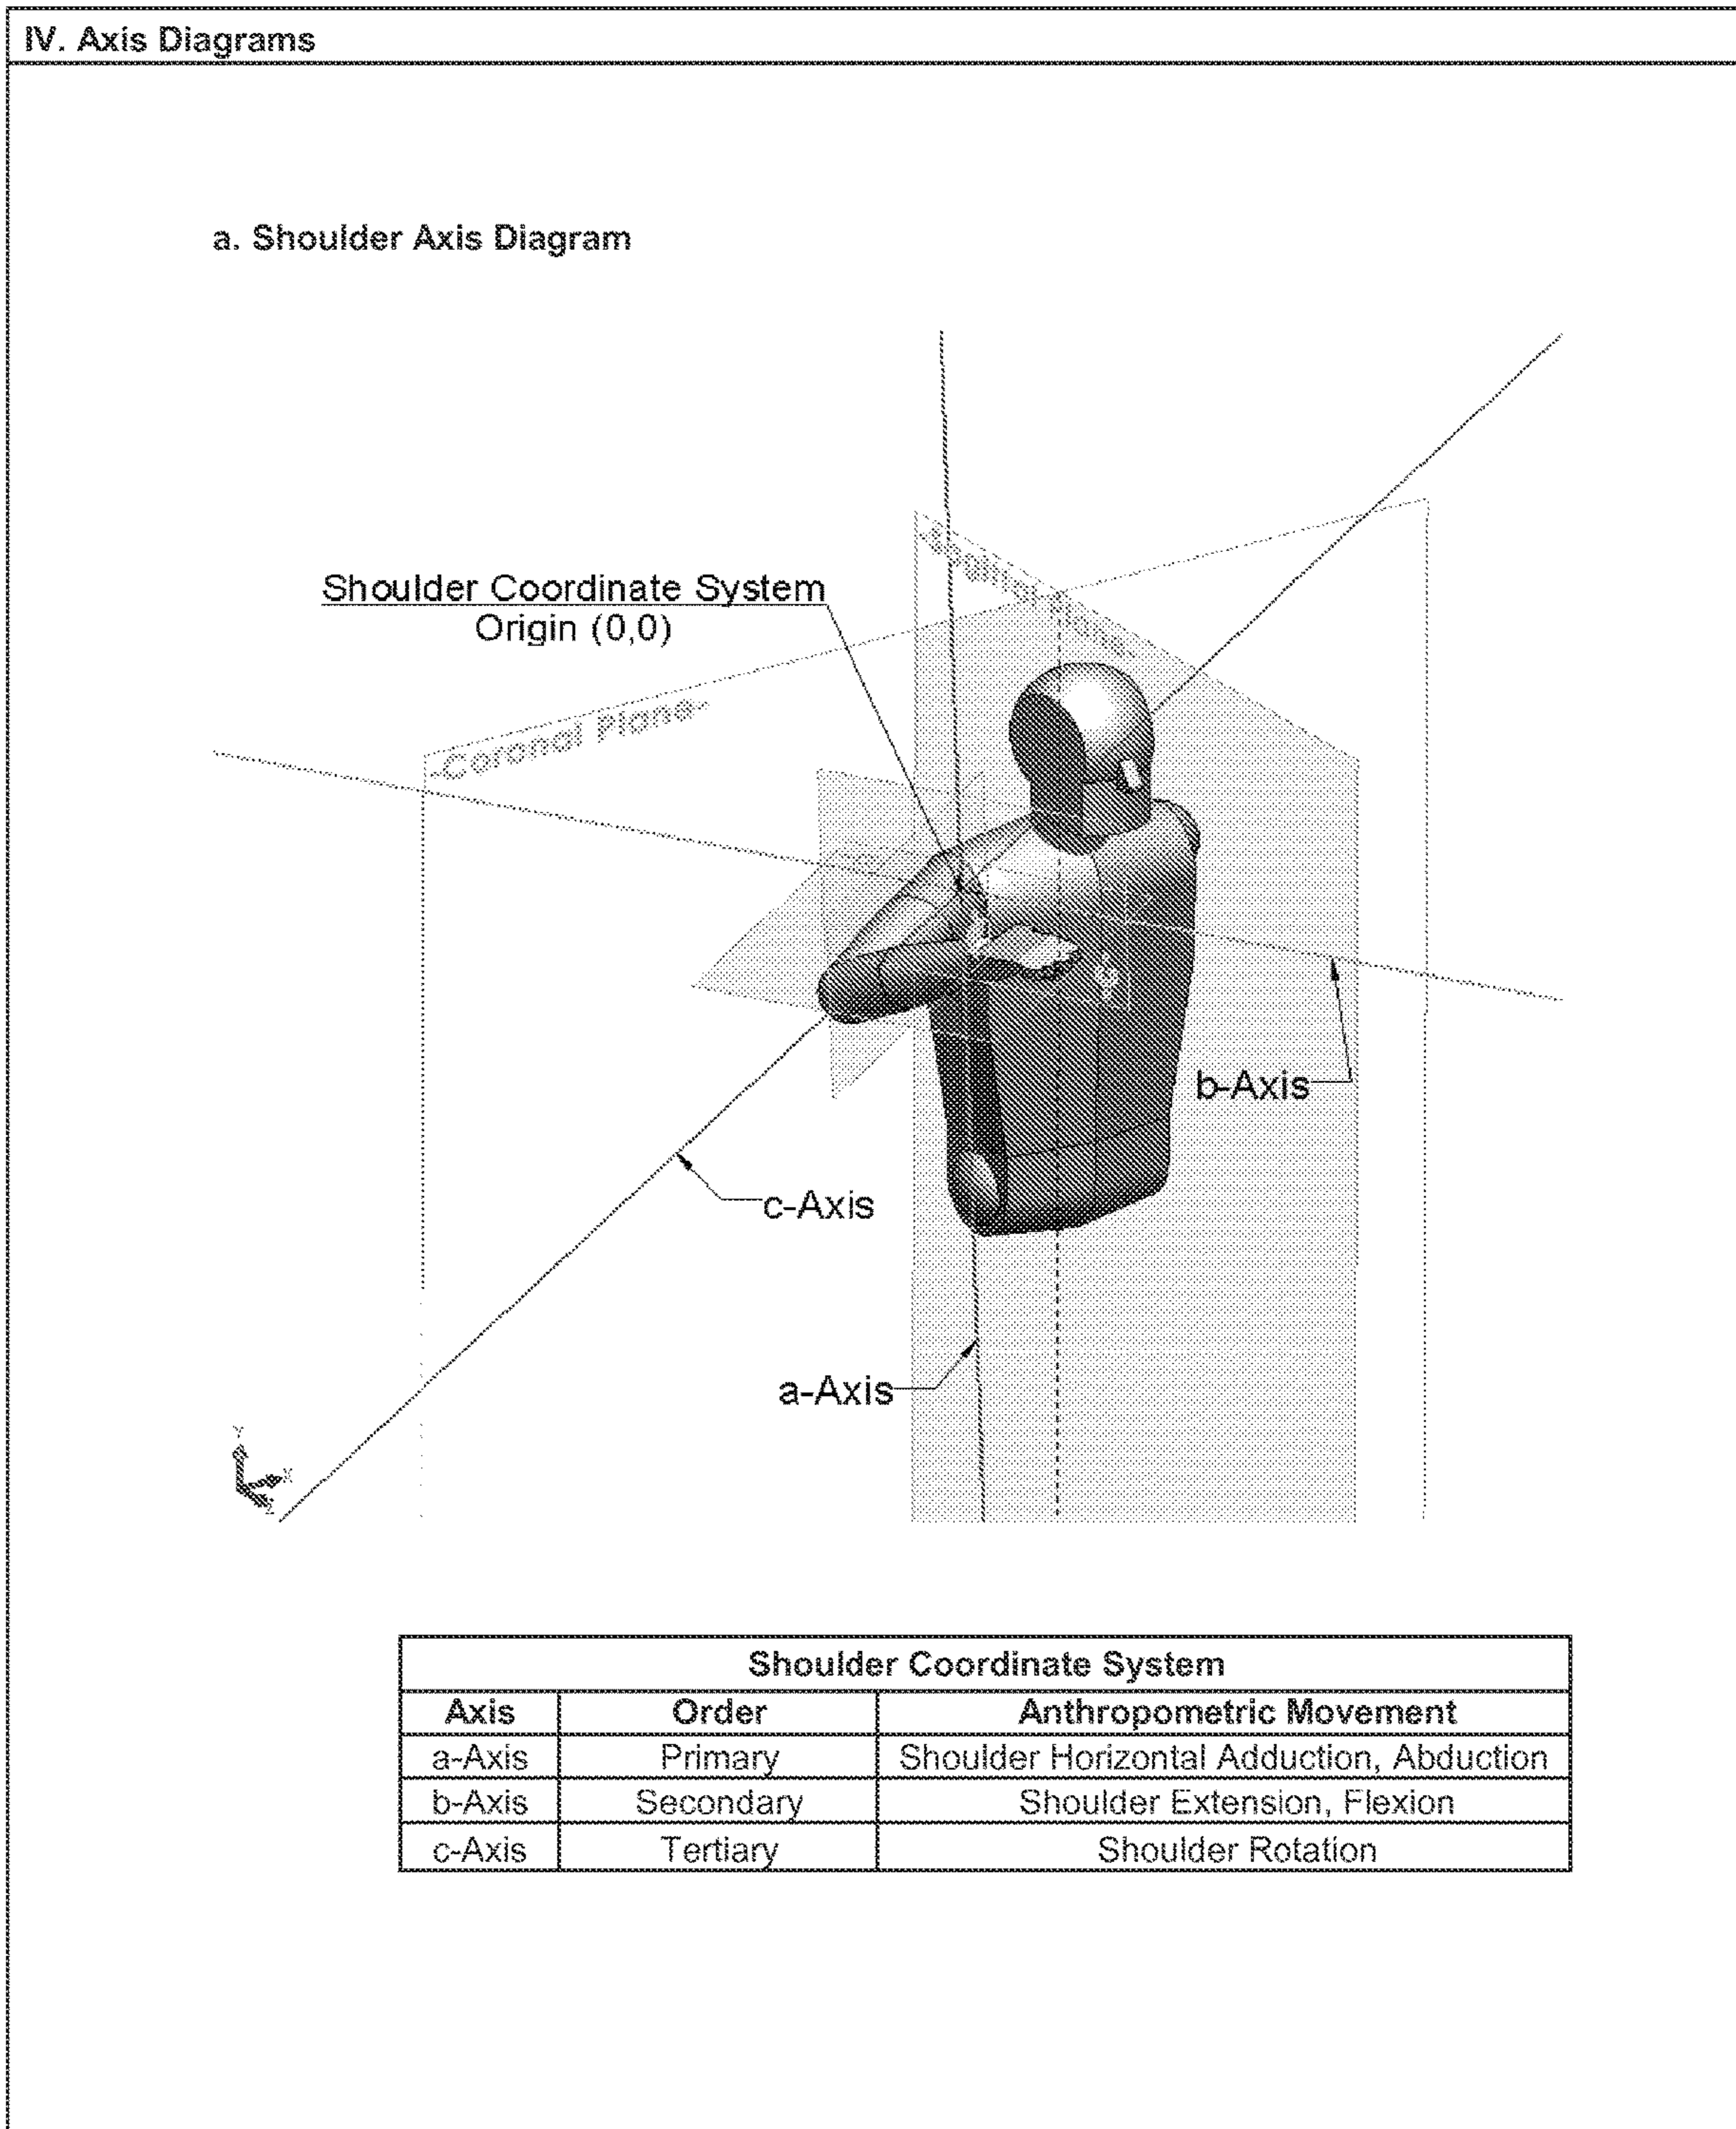 IV. Axis Diagrams
a. Shoulder Axis Diagram
Shoulder Coordinate System
Origin (0,0)
-Sagittal Plane-
-Coronal Plane-
b-Axis
c-Axis
a-Axis
Y
X
Z
Shoulder Coordinate System
Axis Order Anthropometric Movement
a-Axis Primary Shoulder Horizontal Adduction, Abduction
b-Axis Secondary Shoulder Extension, Flexion
c-Axis Tertiary Shoulder Rotation